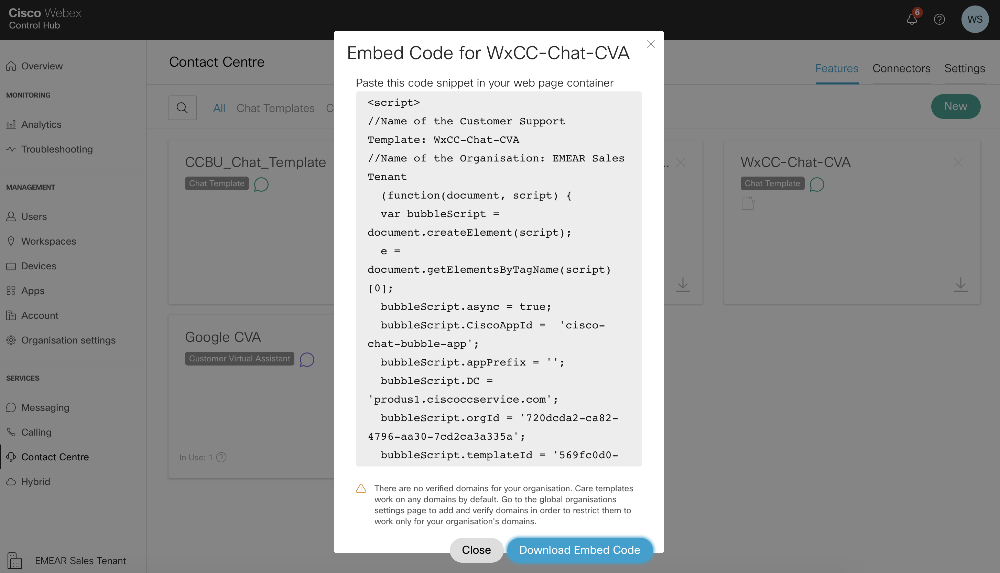 Cisco Webex
Control Hub
6
WS
Overview
MONITORING
Analytics
Troubleshooting
MANAGEMENT
Users
Workspaces
Devices
Apps
Account
Organisation settings
SERVICES
Messaging
Calling
Contact Centre
Hybrid
EMEAR Sales Tenant
Contact Centre
Features
Connectors
Settings
All
Chat Templates
C
New
CCBU_Chat_Template
Chat Template
..
WxCC-Chat-CVA
Chat Template
Google CVA
Customer Virtual Assistant
In Use: 1
Embed Code for WxCC-Chat-CVA
Paste this code snippet in your web page container
<script>
//Name of the Customer Support
Template: WxCC-Chat-CVA
//Name of the Organisation: EMEAR Sales
Tenant
(function(document, script) {
var bubbleScript =
document.createElement(script);
e =
document.getElementsByTagName(script)
[0];
bubbleScript.async = true;
bubbleScript.CiscoAppId =  'cisco-
chat-bubble-app';
bubbleScript.appPrefix = '';
bubbleScript.DC =
'produs1.ciscoccservice.com';
bubbleScript.orgId = '720dcda2-ca82-
4796-aa30-7cd2ca3a335a';
bubbleScript.templateId = '569fc0d0-
There are no verified domains for your organisation. Care templates
work on any domains by default. Go to the global organisations
settings page to add and verify domains in order to restrict them to
work only for your organisation's domains.
Close
Download Embed Code